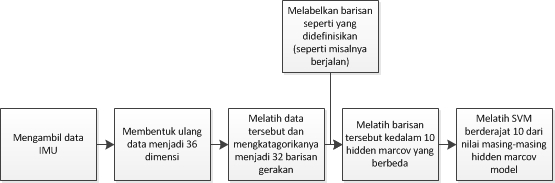 Melabelkan barisan
seperti yang
didefinisikan
(seperti misalnya
berjalan)
Mengambil data
IMU
Membentuk ulang
data menjadi 36
dimensi
Melatih data
tersebut dan
mengkatagorikanya
menjadi 32 barisan
gerakan
Melatih barisan
tersebut kedalam 10
hidden marcov yang
berbeda
Melatih SVM
berderajat 10 dari
nilai masing-masing
hidden marcov
model